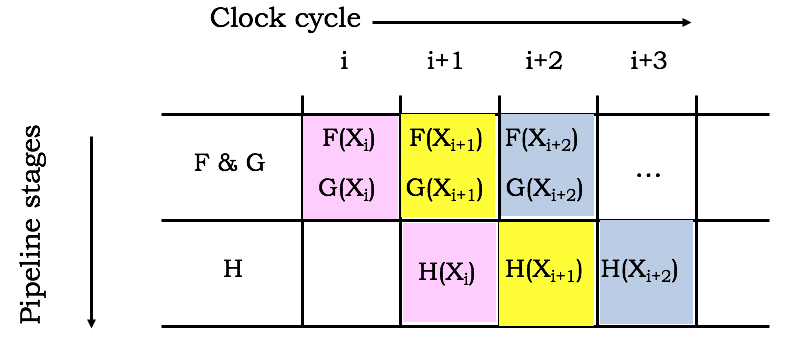 Clock cycle
i i+1 i+2 i+3
Pipeline stages
F & G
F(Xi) F(Xi+1) F(Xi+2)
G(Xi) G(Xi+1) G(Xi+2)
...
H
H(Xi) H(Xi+1) H(Xi+2)